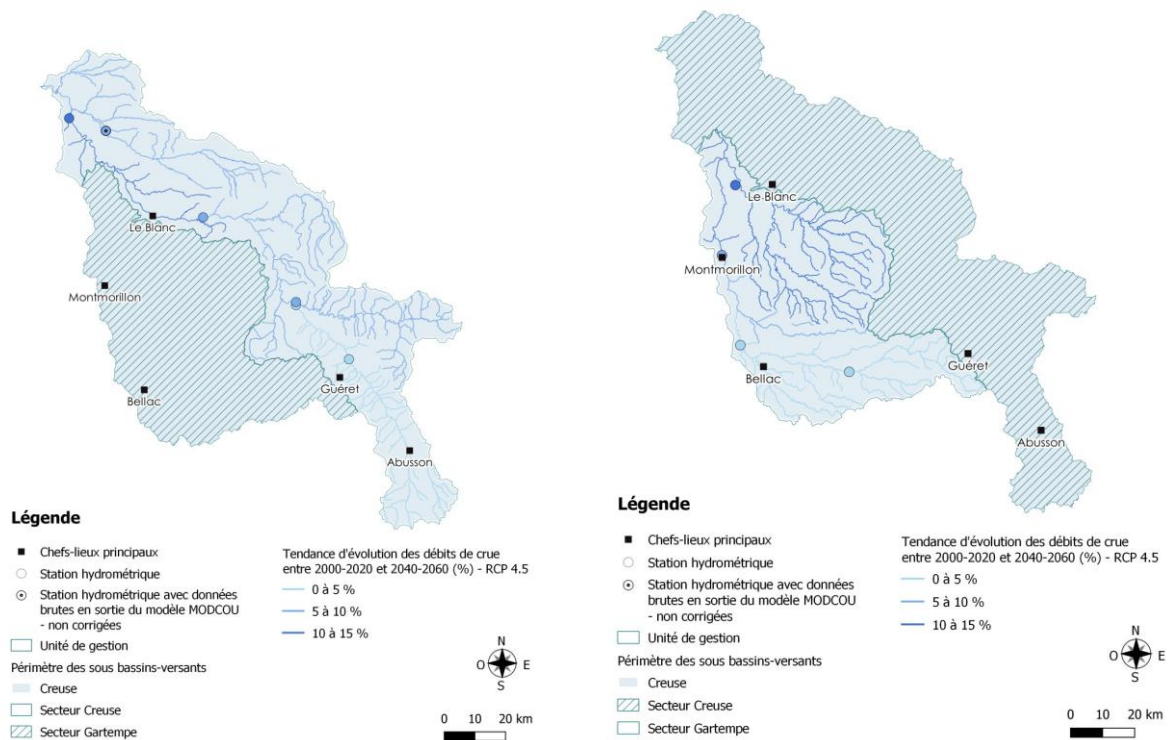 Le Blanc
Montmorillon
Bellac
Guéret
Abusson
Légende
Chefs-lieux principaux
Station hydrométrique
Station hydrométrique avec données
brutes en sortie du modèle MODCOU
- non corrigées
Unité de gestion
Périmètre des sous bassins-versants
Creuse
Secteur Creuse
Secteur Gartempe
Tendance d'évolution des débits de crue
entre 2000-2020 et 2040-2060 (%) - RCP 4.5
0 à 5 %
5 à 10 %
10 à 15 %
N
O E
S
0 10 20 km
Le Blanc
Montmorillon
Bellac
Guéret
Abusson
Légende
Chefs-lieux principaux
Station hydrométrique
Station hydrométrique avec données
brutes en sortie du modèle MODCOU
- non corrigées
Unité de gestion
Périmètre des sous bassins-versants
Creuse
Secteur Creuse
Secteur Gartempe
Tendance d'évolution des débits de crue
entre 2000-2020 et 2040-2060 (%) - RCP 4.5
0 à 5 %
5 à 10 %
10 à 15 %
N
O E
S
0 10 20 km